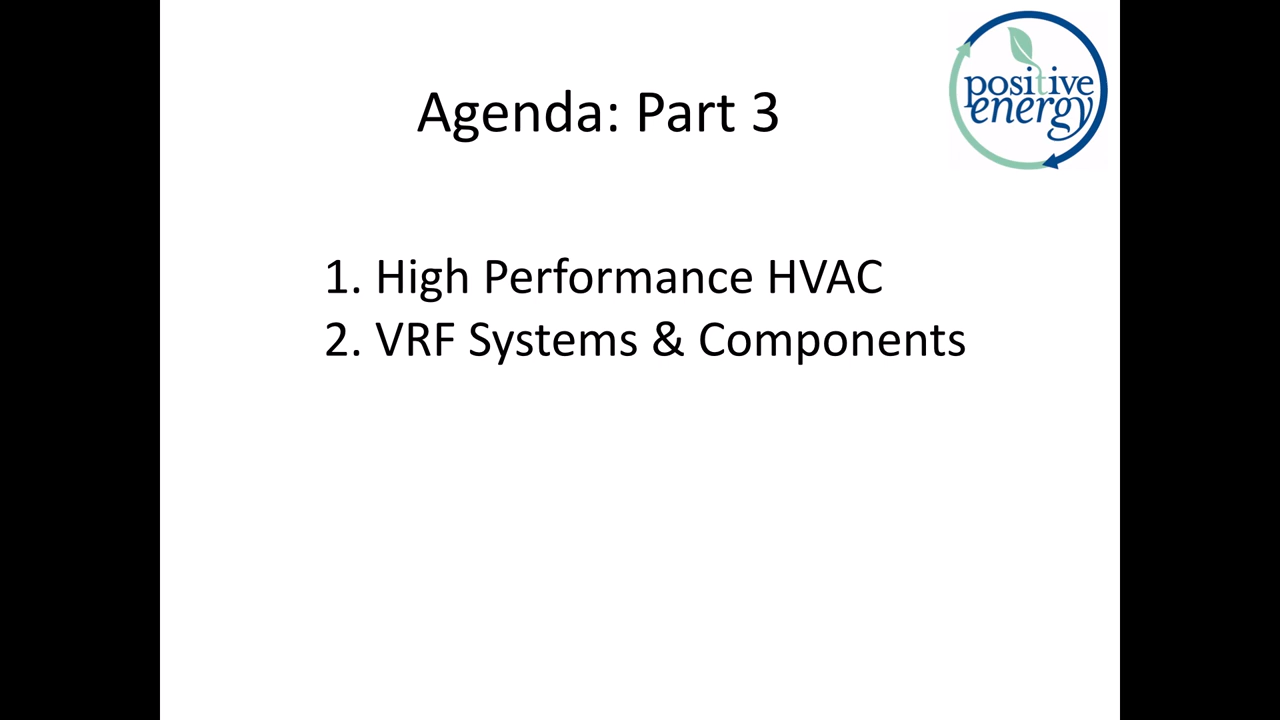 positive
energy
Agenda: Part 3
1. High Performance HVAC
2. VRF Systems & Components